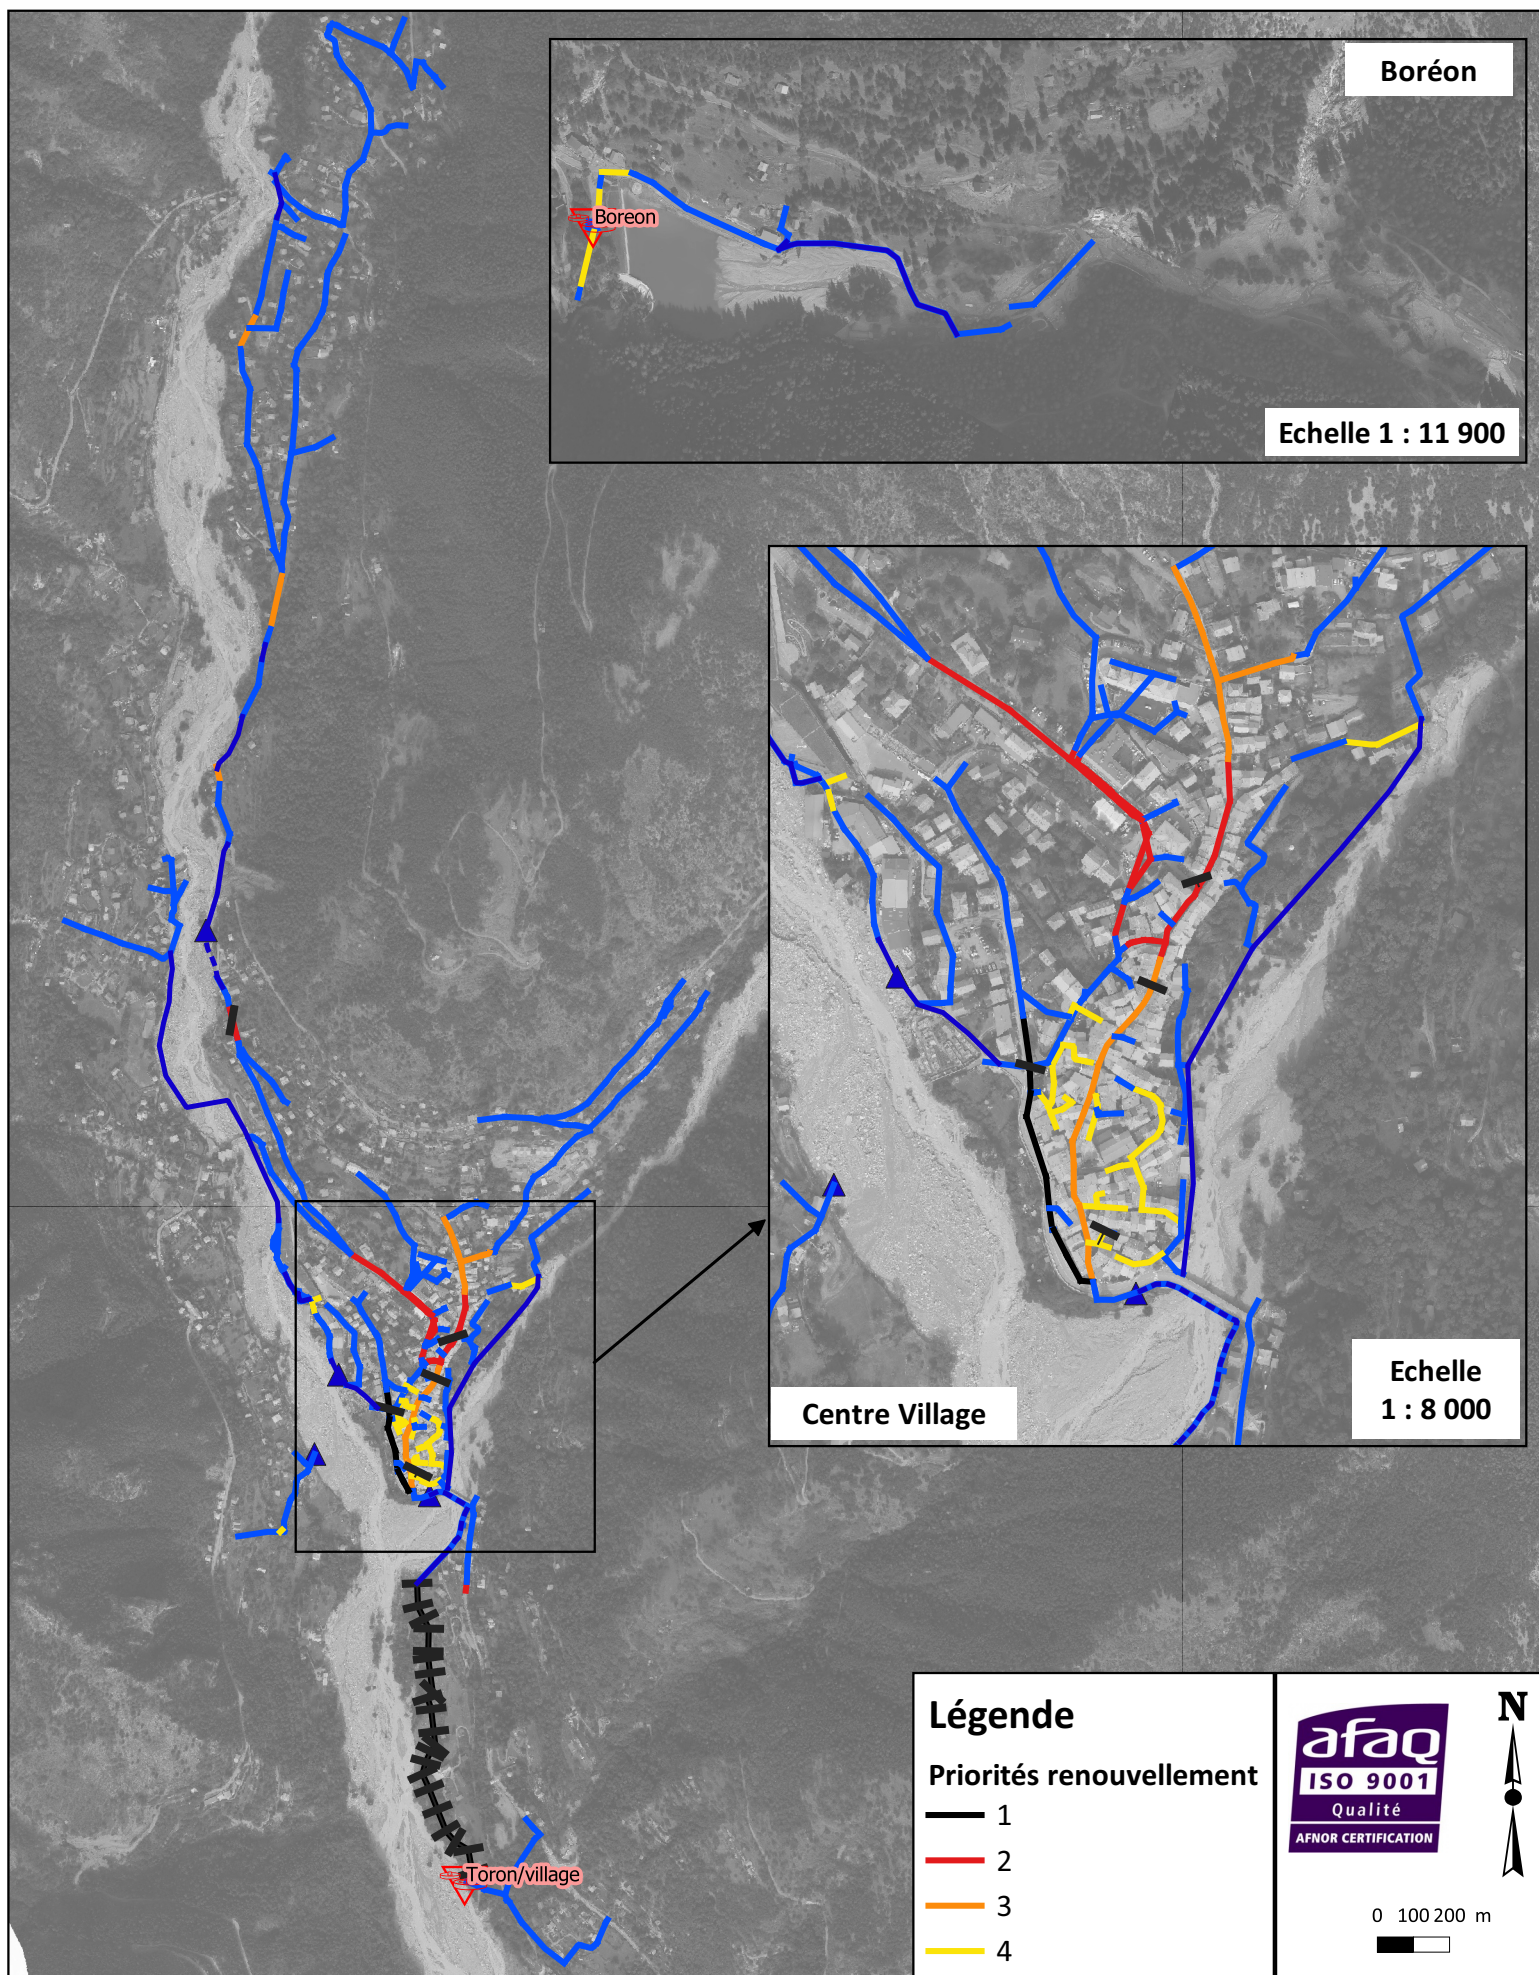 Boréon
Boreon
Echelle 1 : 11 900
Centre Village
Echelle
1 : 8 000
Toron/village
Légende
Priorités renouvellement
1
2
3
4
afaq
ISO 9001
Qualité
AFNOR CERTIFICATION
N
0 100 200 m